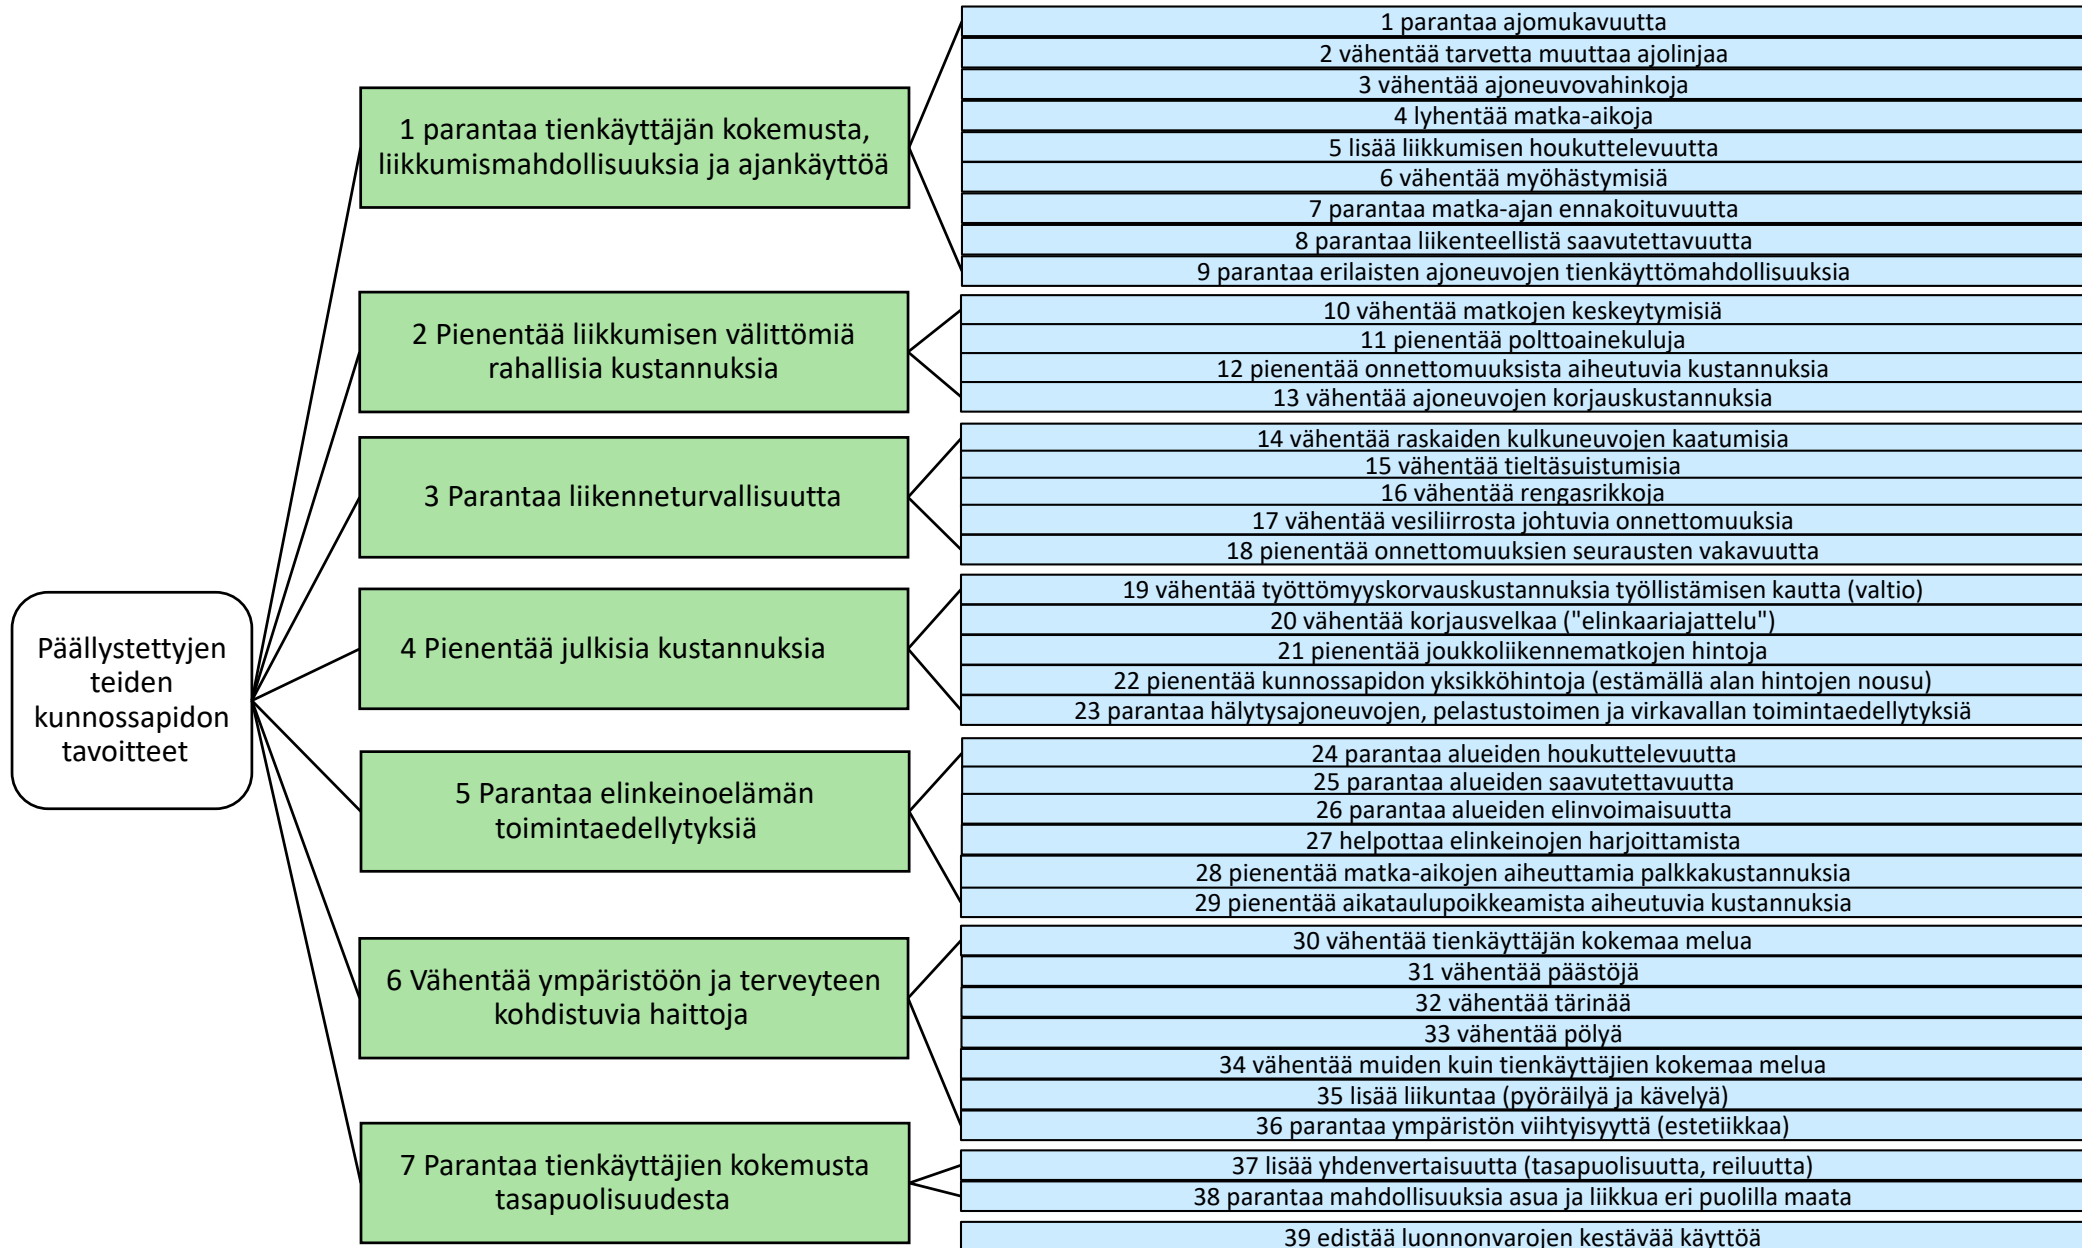 Päällystettyjen
teiden
kunnossapidon
tavoitteet
1 parantaa tienkäyttäjän kokemusta,
liikkumismahdollisuuksia ja ajankäyttöä
1 parantaa ajomukavuutta
2 vähentää tarvetta muuttaa ajolinjaa
3 vähentää ajoneuvovahinkoja
4 lyhentää matka-aikoja
5 lisää liikkumisen houkuttelevuutta
6 vähentää myöhästymisiä
7 parantaa matka-ajan ennakoituvuutta
8 parantaa liikenteellistä saavutettavuutta
9 parantaa erilaisten ajoneuvojen tienkäyttömahdollisuuksia
2 Pienentää liikkumisen välittömiä
rahallisia kustannuksia
10 vähentää matkojen keskeytymisiä
11 pienentää polttoainekuluja
12 pienentää onnettomuuksista aiheutuvia kustannuksia
13 vähentää ajoneuvojen korjauskustannuksia
3 Parantaa liikenneturvallisuutta
14 vähentää raskaiden kulkuneuvojen kaatumisia
15 vähentää tieltäsuistumisia
16 vähentää rengasrikkoja
17 vähentää vesiliirrosta johtuvia onnettomuuksia
18 pienentää onnettomuuksien seurausten vakavuutta
4 Pienentää julkisia kustannuksia
19 vähentää työttömyyskorvauskustannuksia työllistämisen kautta (valtio)
20 vähentää korjausvelkaa ("elinkaariajattelu")
21 pienentää joukkoliikennematkojen hintoja
22 pienentää kunnossapidon yksikköhintoja (estämällä alan hintojen nousu)
23 parantaa hälytysajoneuvojen, pelastustoimen ja virkavallan toimintaedellytyksiä
5 Parantaa elinkeinoelämän
toimintaedellytyksiä
24 parantaa alueiden houkuttelevuutta
25 parantaa alueiden saavutettavuutta
26 parantaa alueiden elinvoimaisuutta
27 helpottaa elinkeinojen harjoittamista
28 pienentää matka-aikojen aiheuttamia palkkakustannuksia
29 pienentää aikataulupoikkeamista aiheutuvia kustannuksia
6 Vähentää ympäristöön ja terveyteen
kohdistuvia haittoja
30 vähentää tienkäyttäjän kokemaa melua
31 vähentää päästöjä
32 vähentää tärinää
33 vähentää pölyä
34 vähentää muiden kuin tienkäyttäjien kokemaa melua
35 lisää liikuntaa (pyöräilyä ja kävelyä)
36 parantaa ympäristön viihtyisyyttä (estetiikkaa)
7 Parantaa tienkäyttäjien kokemusta
tasapuolisuudesta
37 lisää yhdenvertaisuutta (tasapuolisuutta, reiluutta)
38 parantaa mahdollisuuksia asua ja liikkua eri puolilla maata
39 edistää luonnonvarojen kestävää käyttöä